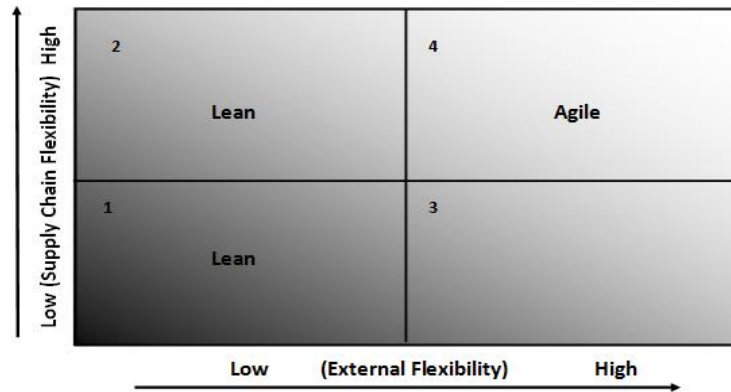 Low (Supply Chain Flexibility) High
2
4
Lean
Agile
1
3
Lean
Low (External Flexibility) High